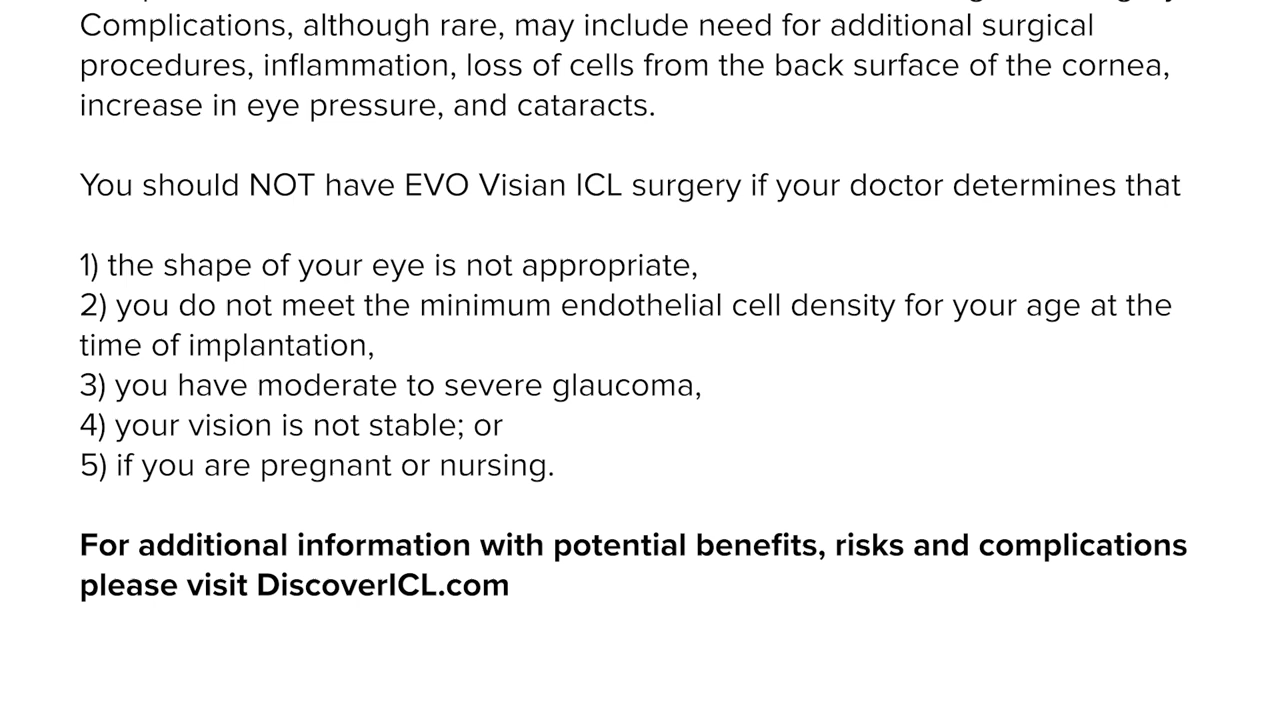 Complications, although rare, may include need for additional surgical
procedures, inflammation, loss of cells from the back surface of the cornea,
increase in eye pressure, and cataracts.
You should NOT have EVO Visian ICL surgery if your doctor determines that
1) the shape of your eye is not appropriate,
2) you do not meet the minimum endothelial cell density for your age at the
time of implantation,
3) you have moderate to severe glaucoma,
4) your vision is not stable; or
5) if you are pregnant or nursing.
For additional information with potential benefits, risks and complications
please visit DiscoverICL.com